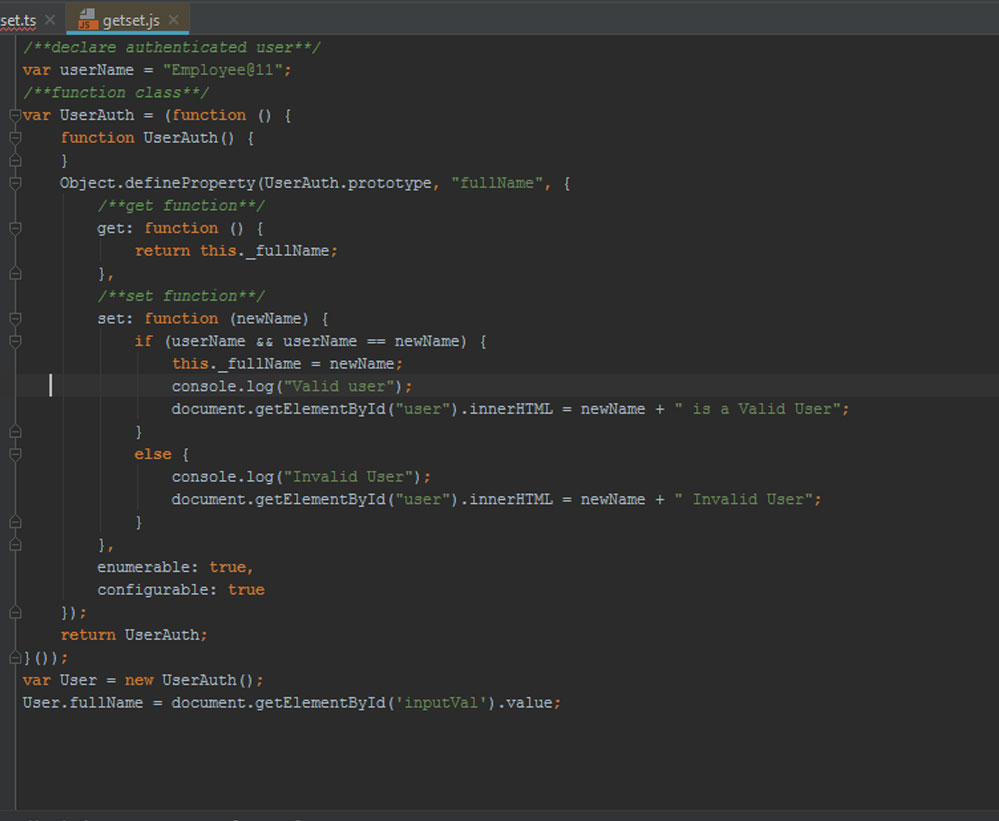 set.ts
getset.js
/**declare authenticated user**/
var userName = "Employee@11";
/**function class**/
var UserAuth = (function () {
    function UserAuth() {
    }
    Object.defineProperty(UserAuth.prototype, "fullName", {
        /**get function**/
        get: function () {
            return this._fullName;
        },
        /**set function**/
        set: function (newName) {
            if (userName && userName == newName) {
                this._fullName = newName;
                console.log("Valid user");
                document.getElementById("user").innerHTML = newName + " is a Valid User";
            }
            else {
                console.log("Invalid User");
                document.getElementById("user").innerHTML = newName + " Invalid User";
            }
        },
        enumerable: true,
        configurable: true
    });
    return UserAuth;
}());
var User = new UserAuth();
User.fullName = document.getElementById('inputVal').value;